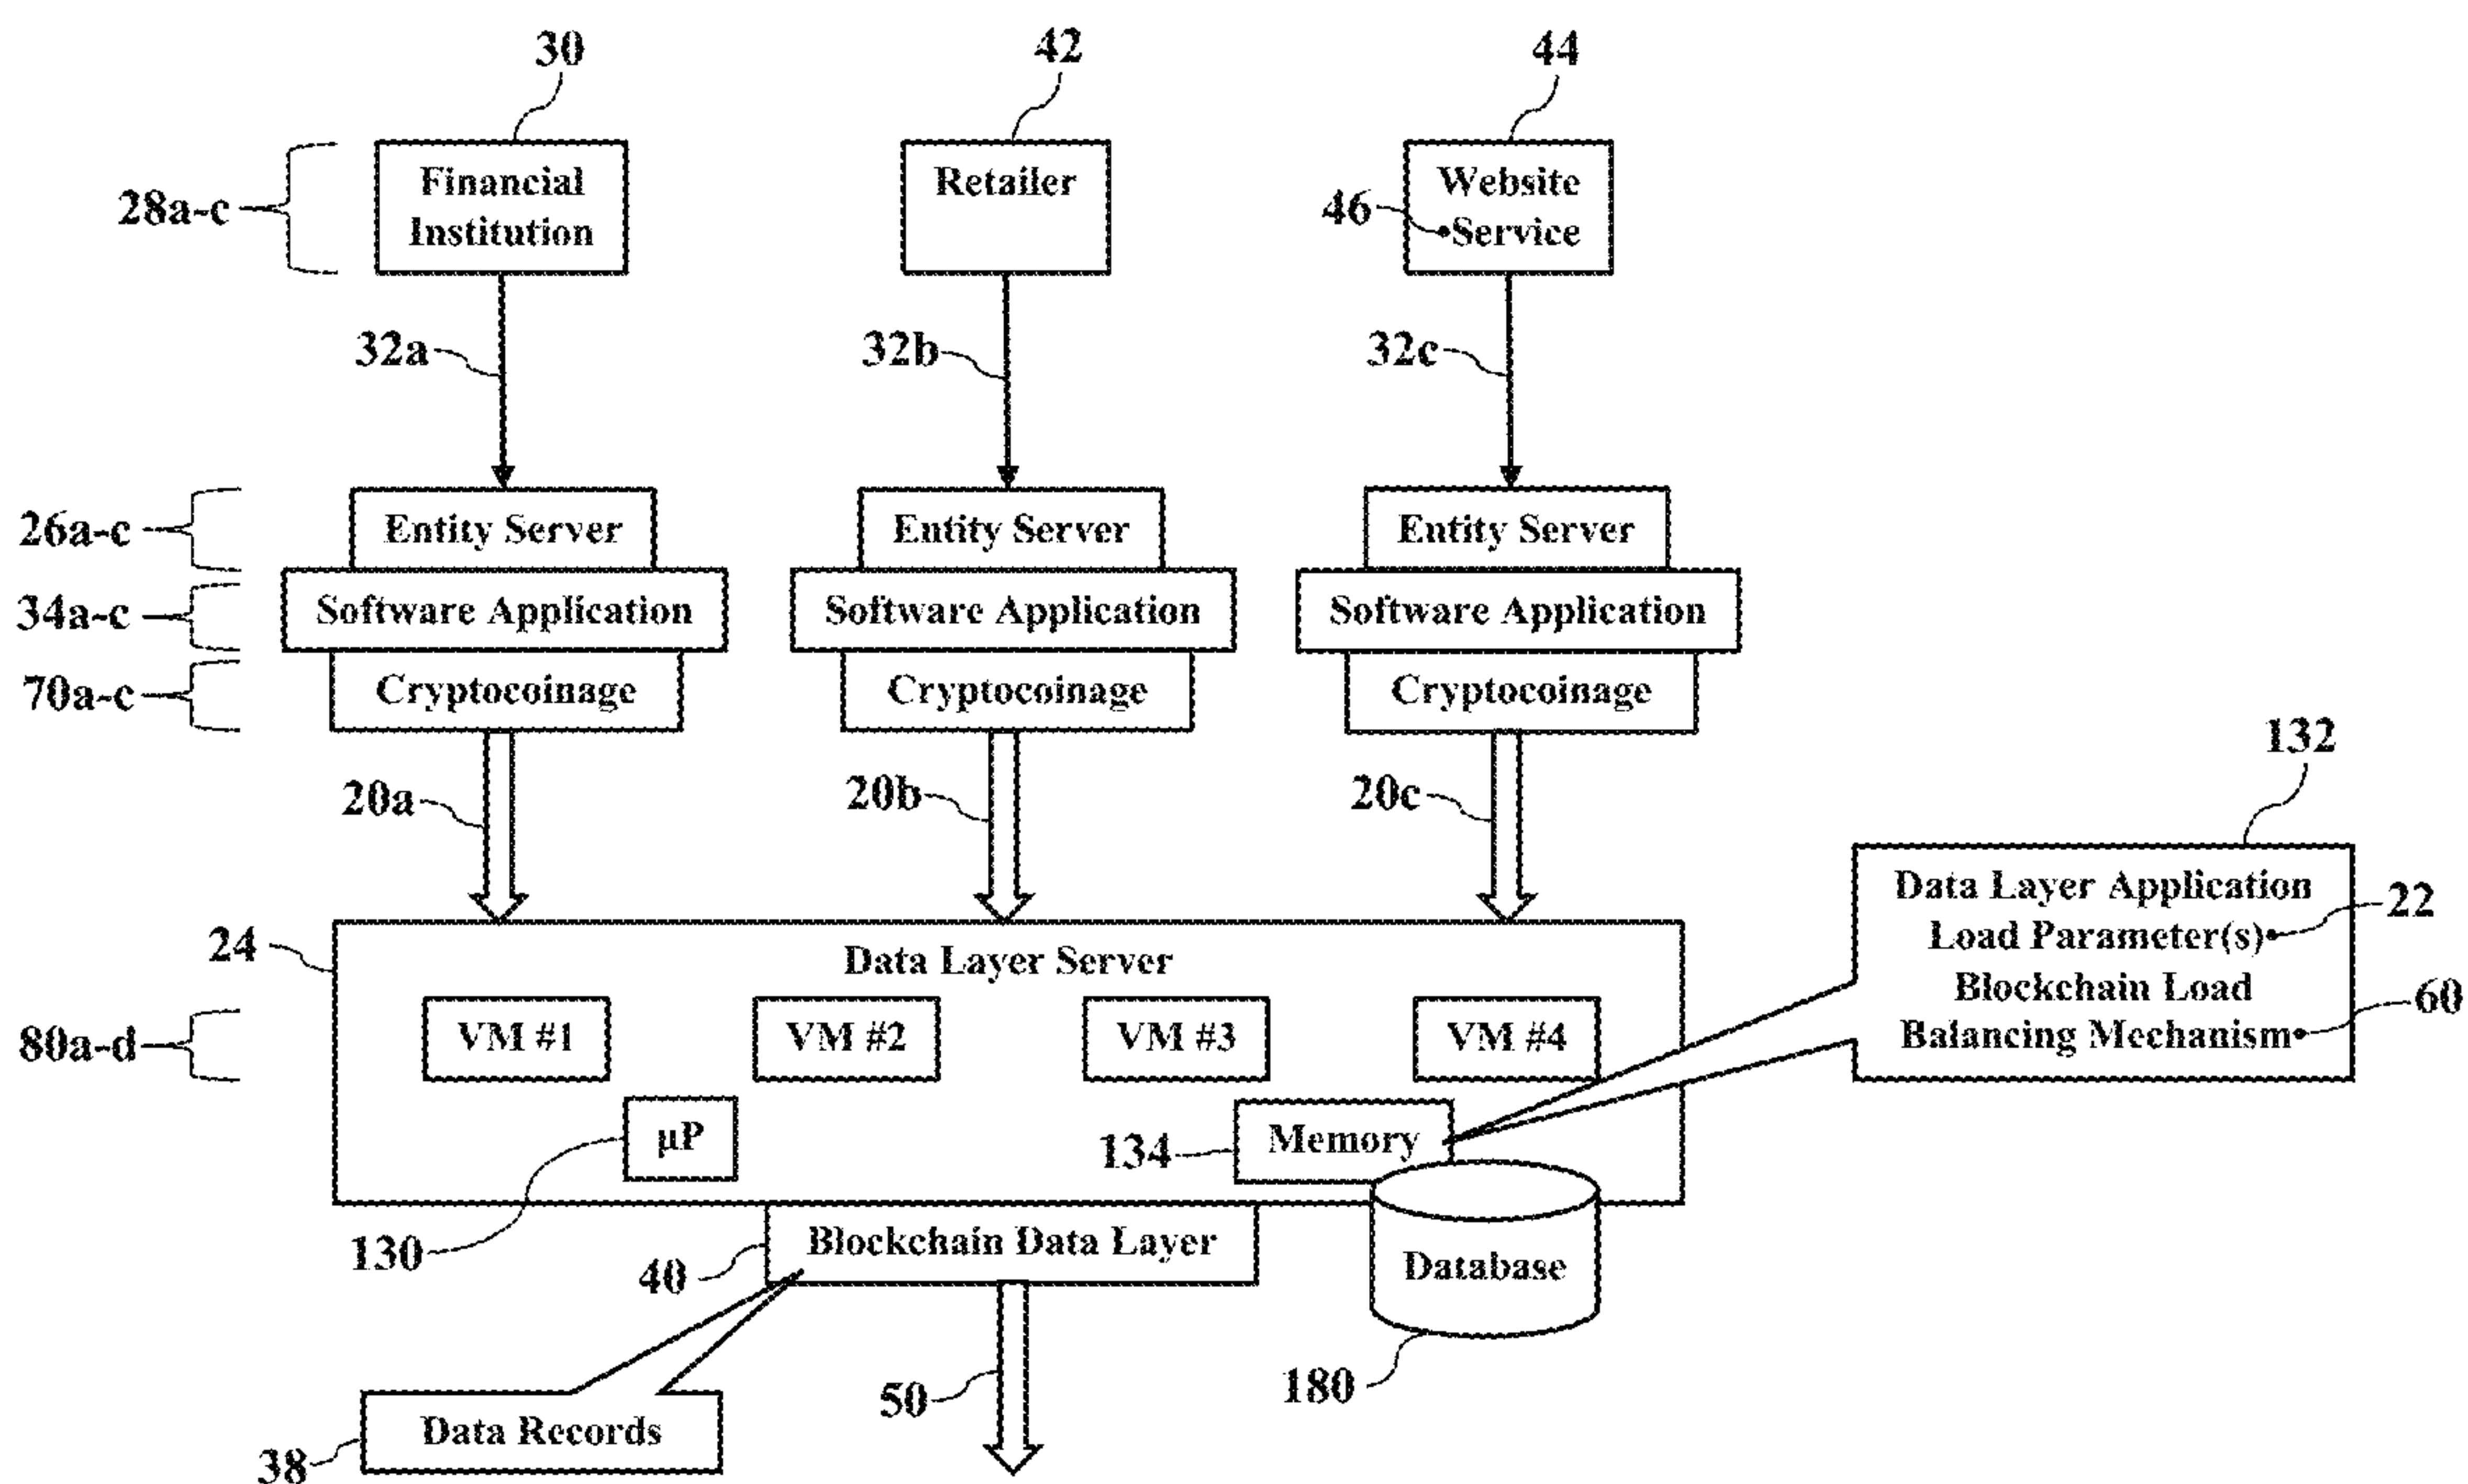 30
42
44
28a-c
Financial
Institution
Retailer
Website
46
Service
32a
32b
32c
26a-c
Entity Server
Entity Server
Entity Server
34a-c
Software Application
Software Application
Software Application
70a-c
Cryptocoinage
Cryptocoinage
Cryptocoinage
132
20a
20b
20c
Data Layer Application
Load Parameter(s)
22
Blockchain Load
Balancing Mechanism
60
24
Data Layer Server
80a-d
VM #1
VM #2
VM #3
VM #4
µP
134
Memory
130
40
Blockchain Data Layer
Database
50
180
Data Records
38